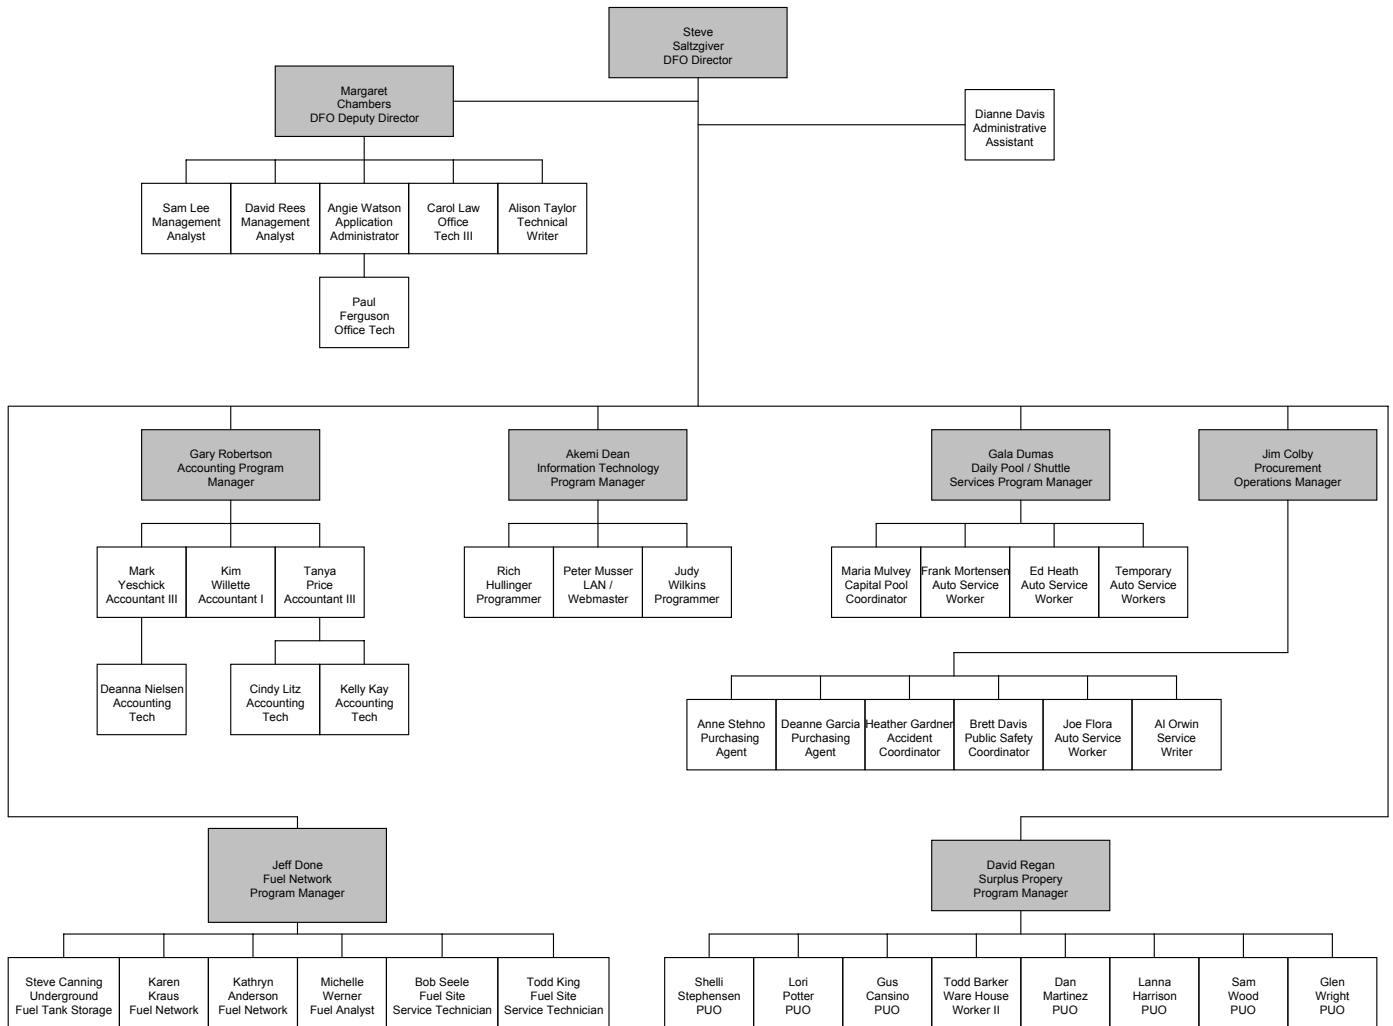 Steve
Saltzgiver
DFO Director
Margaret
Chambers
DFO Deputy Director
Dianne Davis
Administrative
Assistant
Sam Lee
Management
Analyst
David Rees
Management
Analyst
Angie Watson
Application
Administrator
Carol Law
Office
Tech III
Alison Taylor
Technical
Writer
Paul
Ferguson
Office Tech
Gary Robertson
Accounting Program
Manager
Akemi Dean
Information Technology
Program Manager
Gala Dumas
Daily Pool / Shuttle
Services Program Manager
Jim Colby
Procurement
Operations Manager
Mark
Yeschick
Accountant III
Kim
Willette
Accountant I
Tanya
Price
Accountant III
Rich
Hullinger
Programmer
Peter Musser
LAN /
Webmaster
Judy
Wilkins
Programmer
Maria Mulvey
Capital Pool
Coordinator
Frank Mortensen
Auto Service
Worker
Ed Heath
Auto Service
Worker
Temporary
Auto Service
Workers
Deanna Nielsen
Accounting
Tech
Cindy Litz
Accounting
Tech
Kelly Kay
Accounting
Tech
Anne Stehno
Purchasing
Agent
Deanne Garcia
Purchasing
Agent
Heather Gardner
Accident
Coordinator
Brett Davis
Public Safety
Coordinator
Joe Flora
Auto Service
Worker
Al Orwin
Service
Writer
Jeff Done
Fuel Network
Program Manager
David Regan
Surplus Propery
Program Manager
Steve Canning
Underground
Fuel Tank Storage
Karen
Kraus
Fuel Network
Kathryn
Anderson
Fuel Network
Michelle
Werner
Fuel Analyst
Bob Seele
Fuel Site
Service Technician
Todd King
Fuel Site
Service Technician
Shelli
Stephensen
PUO
Lori
Potter
PUO
Gus
Cansino
PUO
Todd Barker
Ware House
Worker II
Dan
Martinez
PUO
Lanna
Harrison
PUO
Sam
Wood
PUO
Glen
Wright
PUO